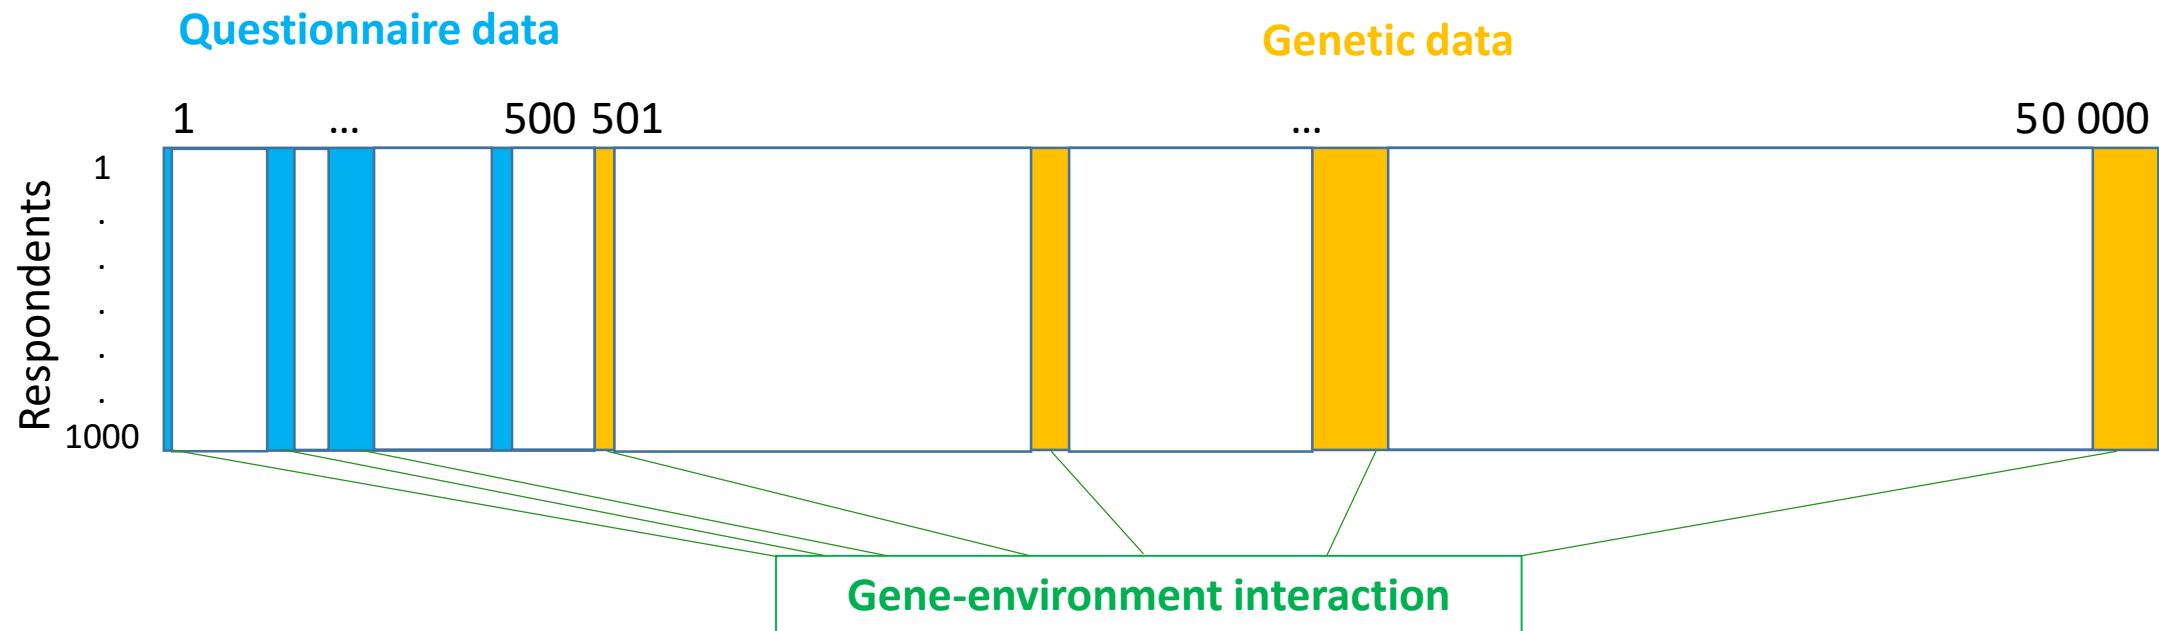 Questionnaire data
Genetic data
1 ... 500 501 ... 50 000
Respondents
1
.
.
.
.
.
1000
Gene-environment interaction